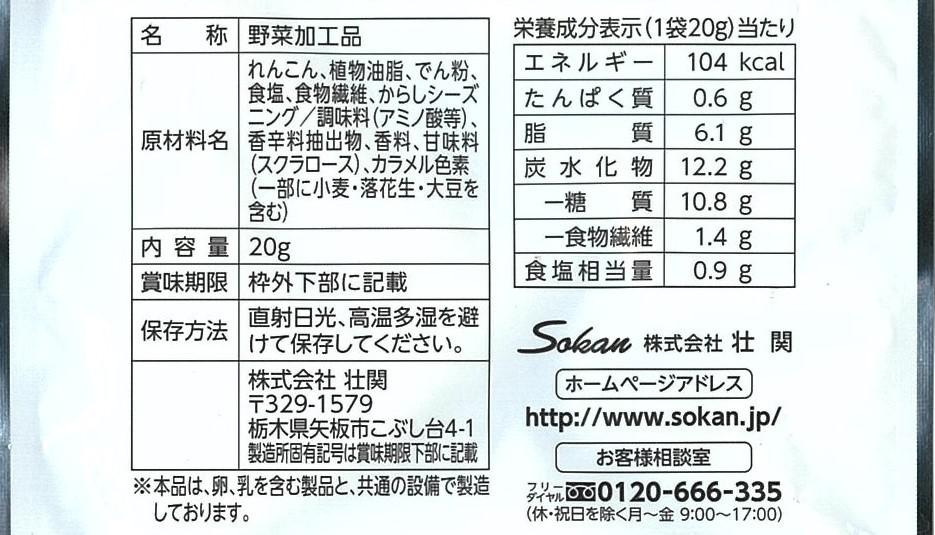 名称 野菜加工品
原材料名 れんこん、植物油脂、でん粉、
食塩、食物繊維、からしシーズ
ニング／調味料(アミノ酸等)、
香辛料抽出物、香料、甘味料
(スクラロース)、カラメル色素
(一部に小麦・落花生・大豆を
含む)
内容量 20g
賞味期限 枠外下部に記載
保存方法 直射日光、高温多湿を避
けて保存してください。
株式会社 壮関
〒329-1579
栃木県矢板市こぶし台4-1
製造所固有記号は賞味期限下部に記載
※本品は、卵、乳を含む製品と、共通の設備で製造
しております。
栄養成分表示(1袋20g)当たり
エネルギー 104 kcal
たんぱく質 0.6 g
脂質 6.1 g
炭水化物 12.2 g
ー糖質 10.8 g
ー食物繊維 1.4 g
食塩相当量 0.9 g
Sokan 株式会社 壮関
ホームページアドレス
http://www.sokan.jp/
お客様相談室
フリーダイヤル 0120-666-335
(休・祝日を除く月〜金 9:00〜17:00)